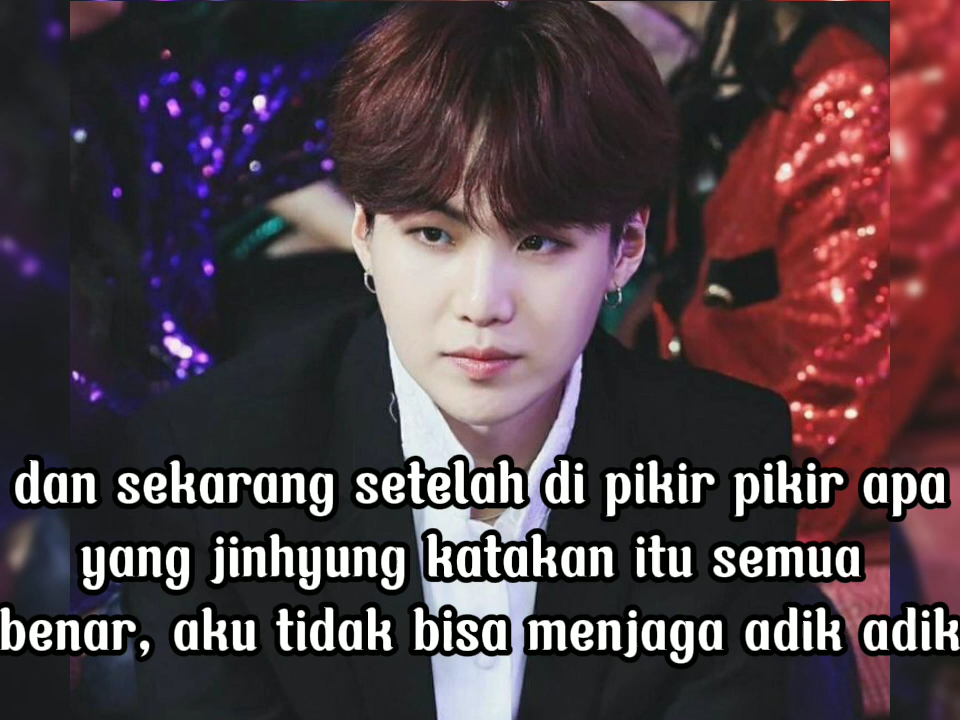 dan sekarang setelah di pikir pikir apa
yang jinhyung katakan itu semua
benar, aku tidak bisa menjaga adik adik